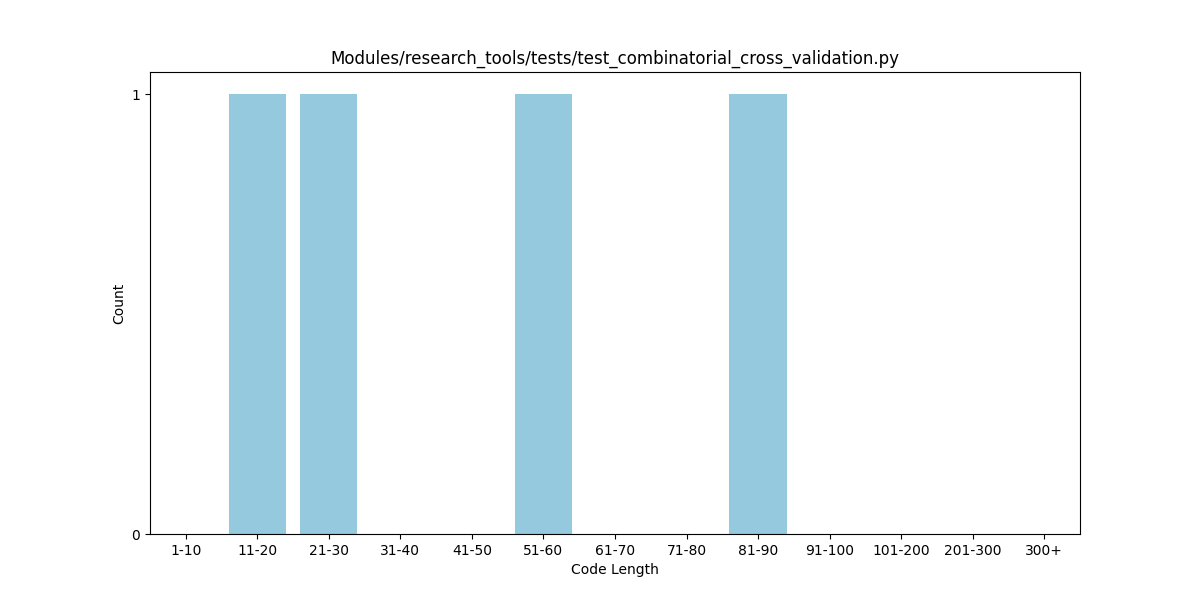 Modules/research_tools/tests/test_combinatorial_cross_validation.py
1
Count
0
1-10 11-20 21-30 31-40 41-50 51-60 61-70 71-80 81-90 91-100 101-200 201-300 300+
Code Length